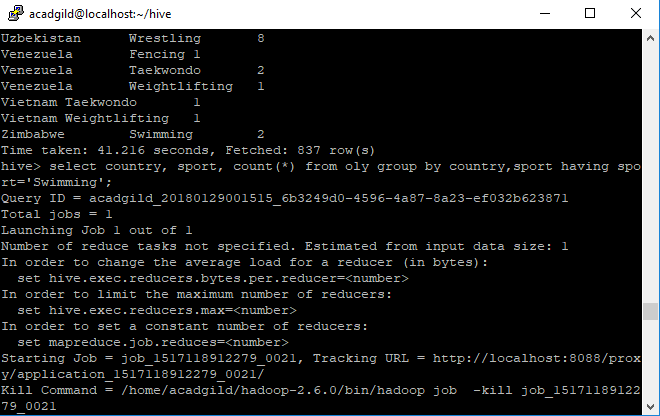 acadgild@localhost:~/hive
Uzbekistan Wrestling 8
Venezuela Fencing 1
Venezuela Taekwondo 2
Venezuela Weightlifting 1
Vietnam Taekwondo 1
Vietnam Weightlifting 1
Zimbabwe Swimming 2
Time taken: 41.216 seconds, Fetched: 837 row(s)
hive> select country, sport, count(*) from oly group by country,sport having spo
rt='Swimming';
Query ID = acadgild_20180129001515_6b3249d0-4596-4a87-8a23-ef032b623871
Total jobs = 1
Launching Job 1 out of 1
Number of reduce tasks not specified. Estimated from input data size: 1
In order to change the average load for a reducer (in bytes):
  set hive.exec.reducers.bytes.per.reducer=<number>
In order to limit the maximum number of reducers:
  set hive.exec.reducers.max=<number>
In order to set a constant number of reducers:
  set mapreduce.job.reduces=<number>
Starting Job = job_1517118912279_0021, Tracking URL = http://localhost:8088/prox
y/application_1517118912279_0021/
Kill Command = /home/acadgild/hadoop-2.6.0/bin/hadoop job  -kill job_15171189122
79_0021